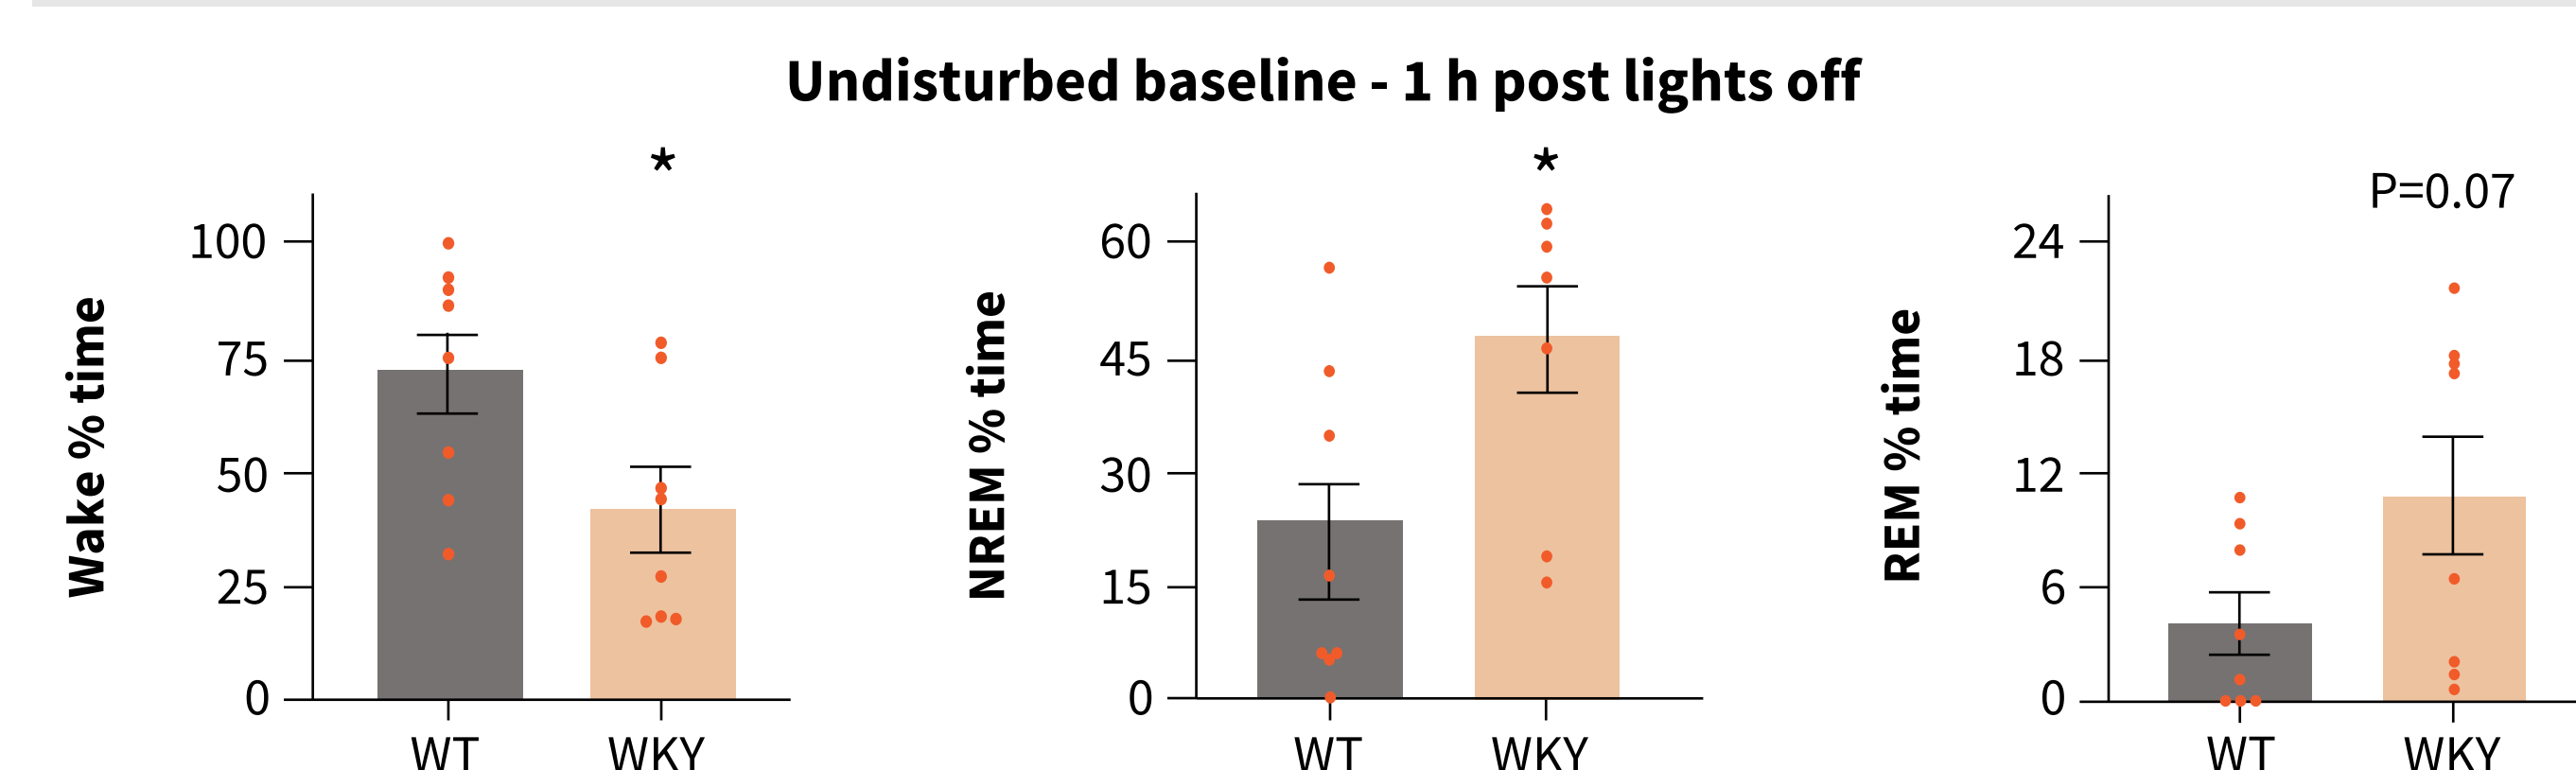 Undisturbed baseline - 1 h post lights off
*
Wake % time
100
75
50
25
0
WT WKY
*
NREM % time
60
45
30
15
0
WT WKY
P=0.07
REM % time
24
18
12
6
0
WT WKY